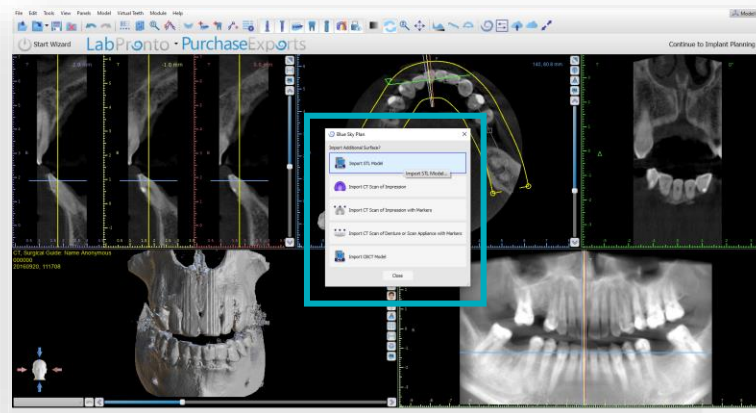 File Edit Tools View Panels Model Virtual Teeth Module Help
Model
Start Wizard LabPronto · PurchaseExports Continue to Implant Planning
Blue Sky Plan
Import Additional Surface?
Import STL Model
Import STL Model...
Import CT Scan of Impression
Import CT Scan of Impression with Markers
Import CT Scan of Denture or Scan Appliance with Markers
Import CBCT Model
Close
CT, Surgical Guide. Name Anonymous
000000
20160920, 111708